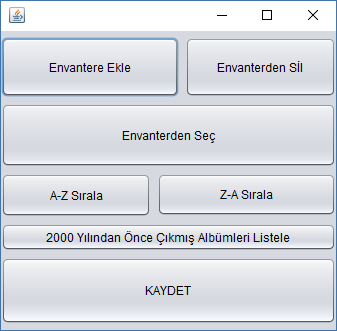 Envantere Ekle
Envanterden Sİl
Envanterden Seç
A-Z Sırala
Z-A Sırala
2000 Yılından Önce Çıkmış Albümleri Listele
KAYDET